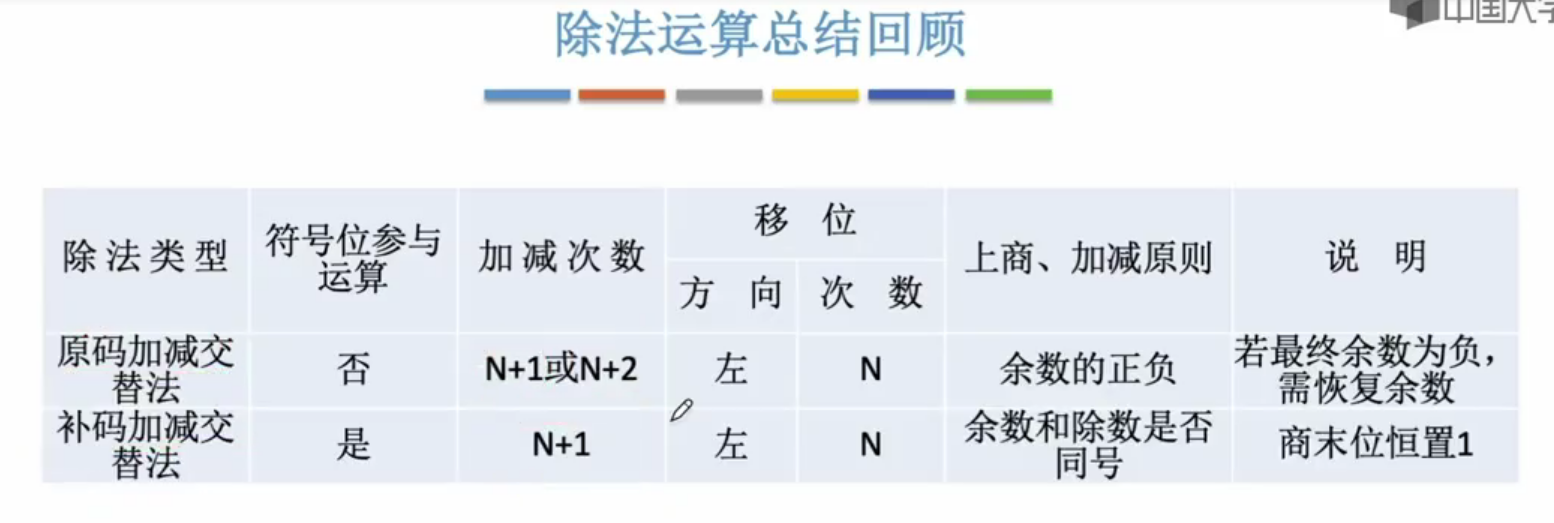 中国大学
除法运算总结回顾
除法类型
符号位参与
运算
加减次数
移 位
方 向
次 数
上商、加减原则
说 明
原码加减交
替法
否
N+1或N+2
左
N
余数的正负
若最终余数为负，
需恢复余数
补码加减交
替法
是
N+1
左
N
余数和除数是否
同号
商末位恒置1